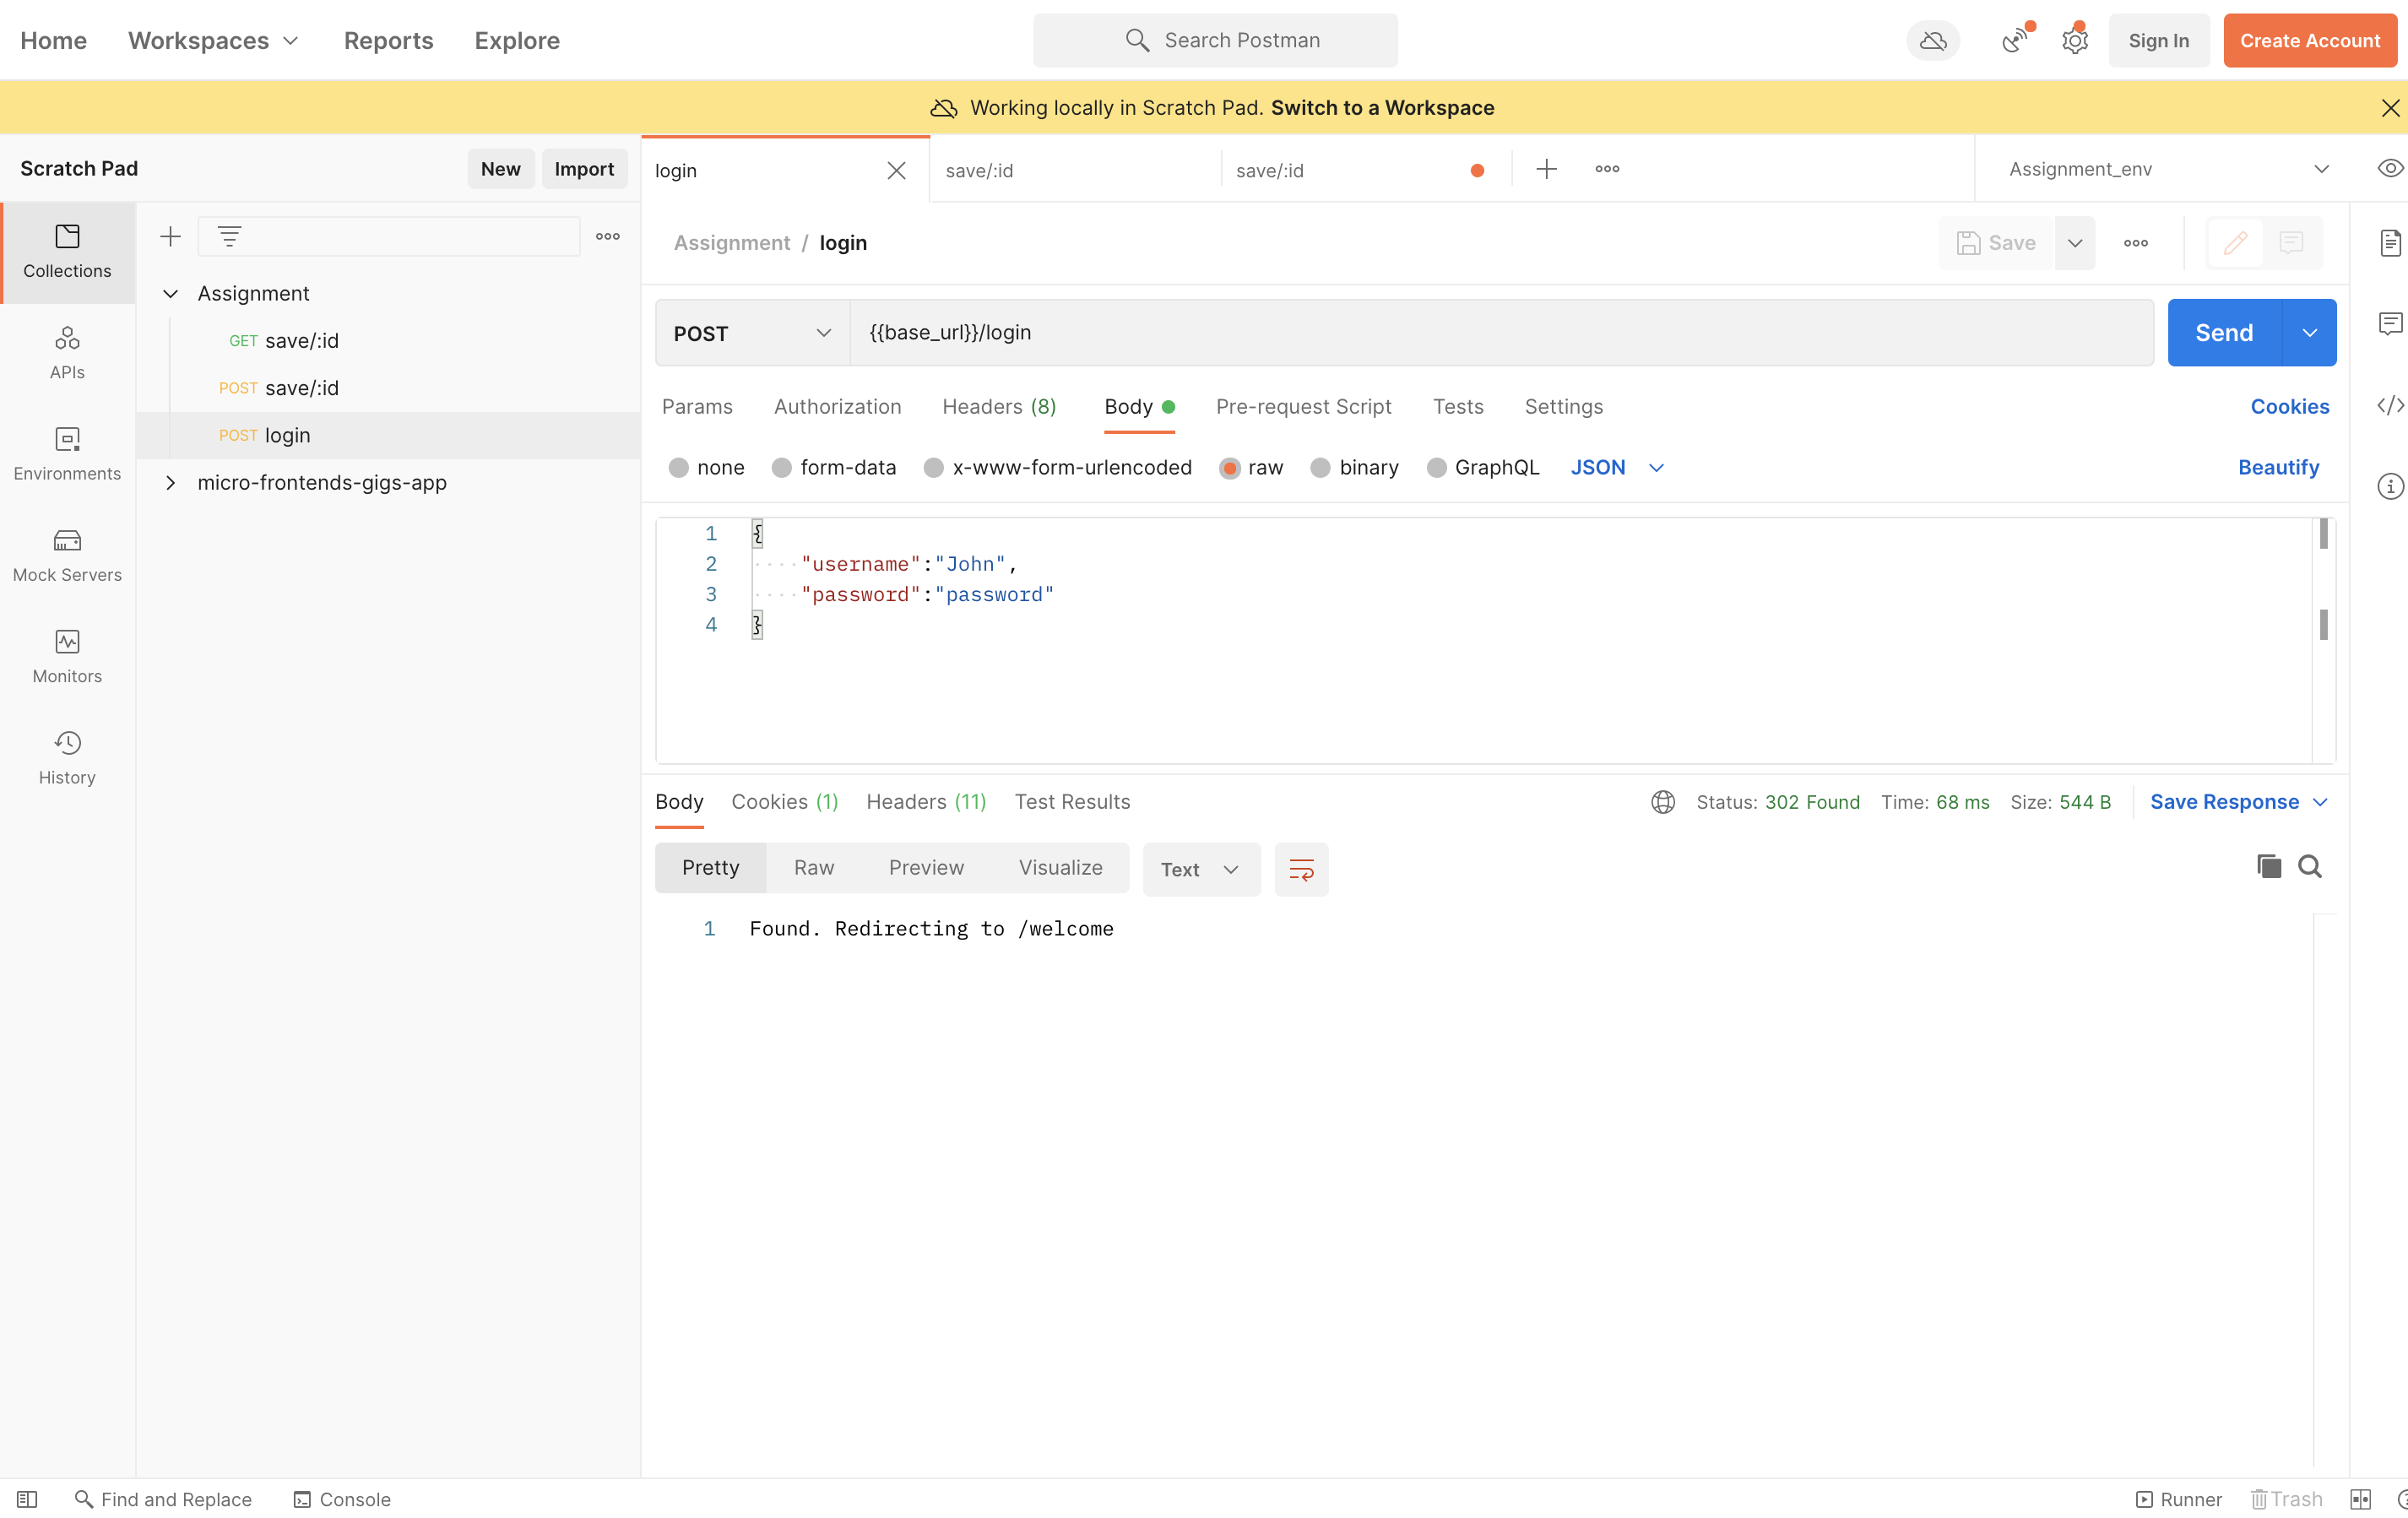 Home Workspaces Reports Explore Search Postman Sign In Create Account
Working locally in Scratch Pad. Switch to a Workspace
Scratch Pad New Import login save/:id save/:id Assignment_env
Collections
APIs
Environments
Mock Servers
Monitors
History
Assignment
GET save/:id
POST save/:id
POST login
micro-frontends-gigs-app
Assignment / login Save
POST {{base_url}}/login Send
Params Authorization Headers (8) Body Pre-request Script Tests Settings Cookies
none form-data x-www-form-urlencoded raw binary GraphQL JSON Beautify
1 {
2 "username":"John",
3 "password":"password"
4 }
Body Cookies (1) Headers (11) Test Results Status: 302 Found Time: 68 ms Size: 544 B Save Response
Pretty Raw Preview Visualize Text
1 Found. Redirecting to /welcome
Find and Replace Console Runner Trash